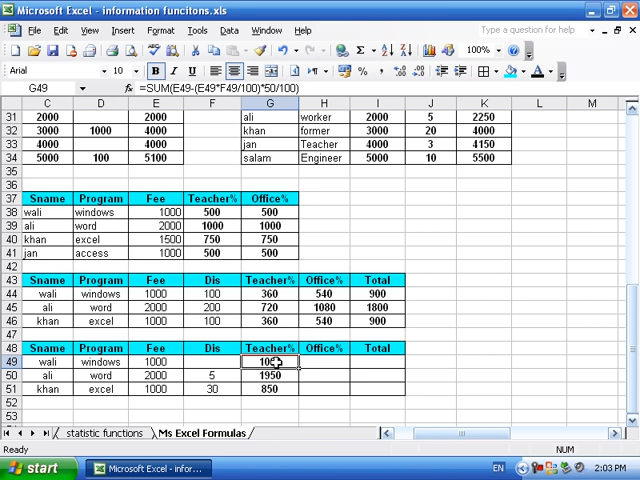 Microsoft Excel - information funcitons.xls
File Edit View Insert Format Tools Data Window Help Type a question for help
100%
Arial 10 B I U
G49 =SUM(E49-(E49*F49/100)*50/100)
C D E F G H I J K L M
31 2000 2000 ali worker 2000 5 2250
32 3000 1000 4000 khan former 3000 20 4000
33 4000 4000 jan Teacher 4000 3 4150
34 5000 100 5100 salam Engineer 5000 10 5500
35
36
37 Sname Program Fee Teacher% Office%
38 wali windows 1000 500 500
39 ali word 2000 1000 1000
40 khan excel 1500 750 750
41 jan access 1000 500 500
42
43 Sname Program Fee Dis Teacher% Office% Total
44 wali windows 1000 100 360 540 900
45 ali word 2000 200 720 1080 1800
46 khan excel 1000 100 360 540 900
47
48 Sname Program Fee Dis Teacher% Office% Total
49 wali windows 1000
50 ali word 2000 5 1950
51 khan excel 1000 30 850
52
53
statistic functions Ms Excel Formulas
Ready NUM
start Microsoft Excel - infor... EN 2:03 PM